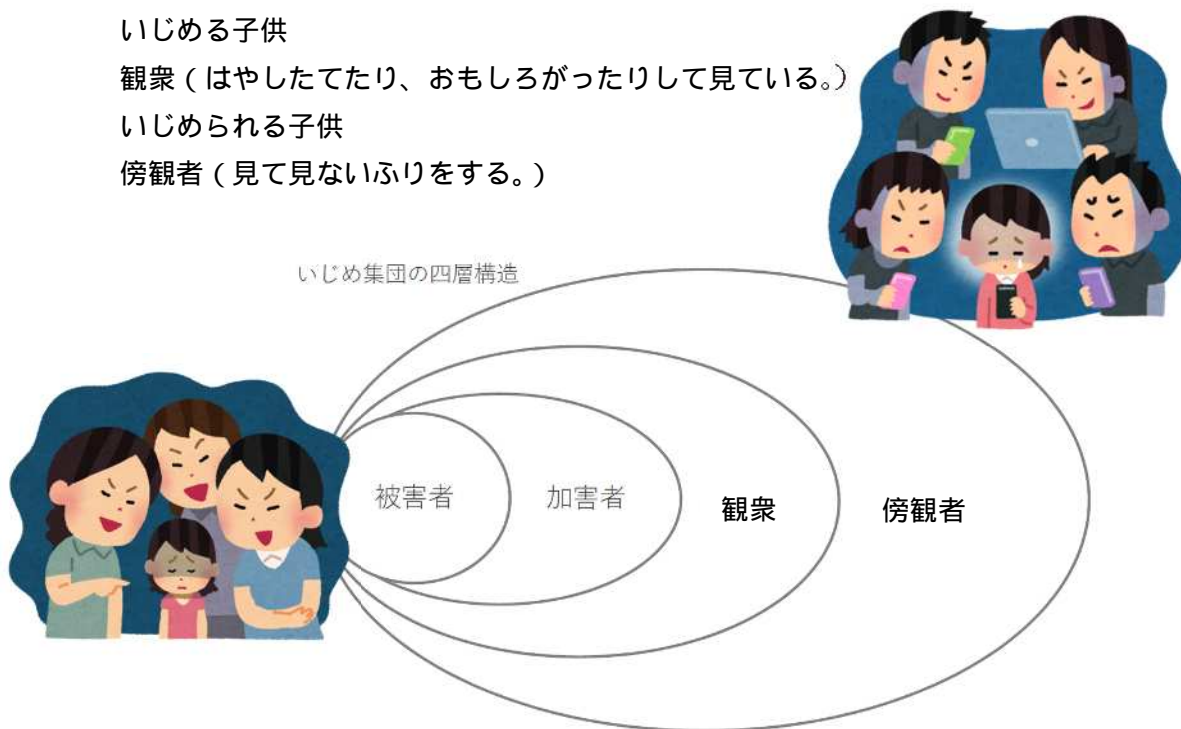 いじめる子供
観衆（はやしたてたり、おもしろがったりして見ている。）
いじめられる子供
傍観者（見て見ないふりをする。）
いじめ集団の四層構造
被害者
加害者
観衆
傍観者